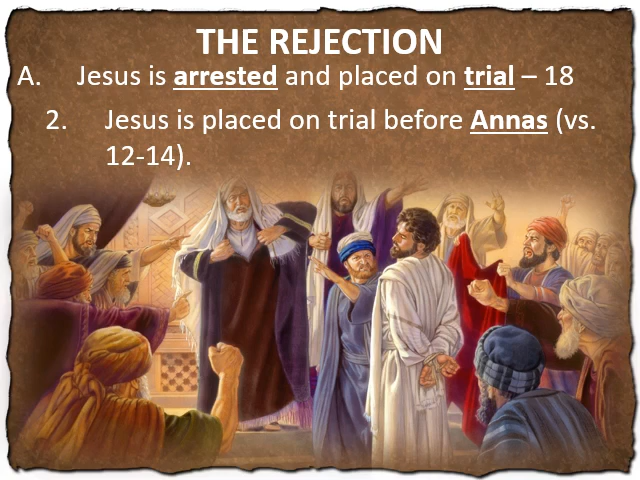 THE REJECTION
A. Jesus is arrested and placed on trial – 18
2. Jesus is placed on trial before Annas (vs.
12-14).